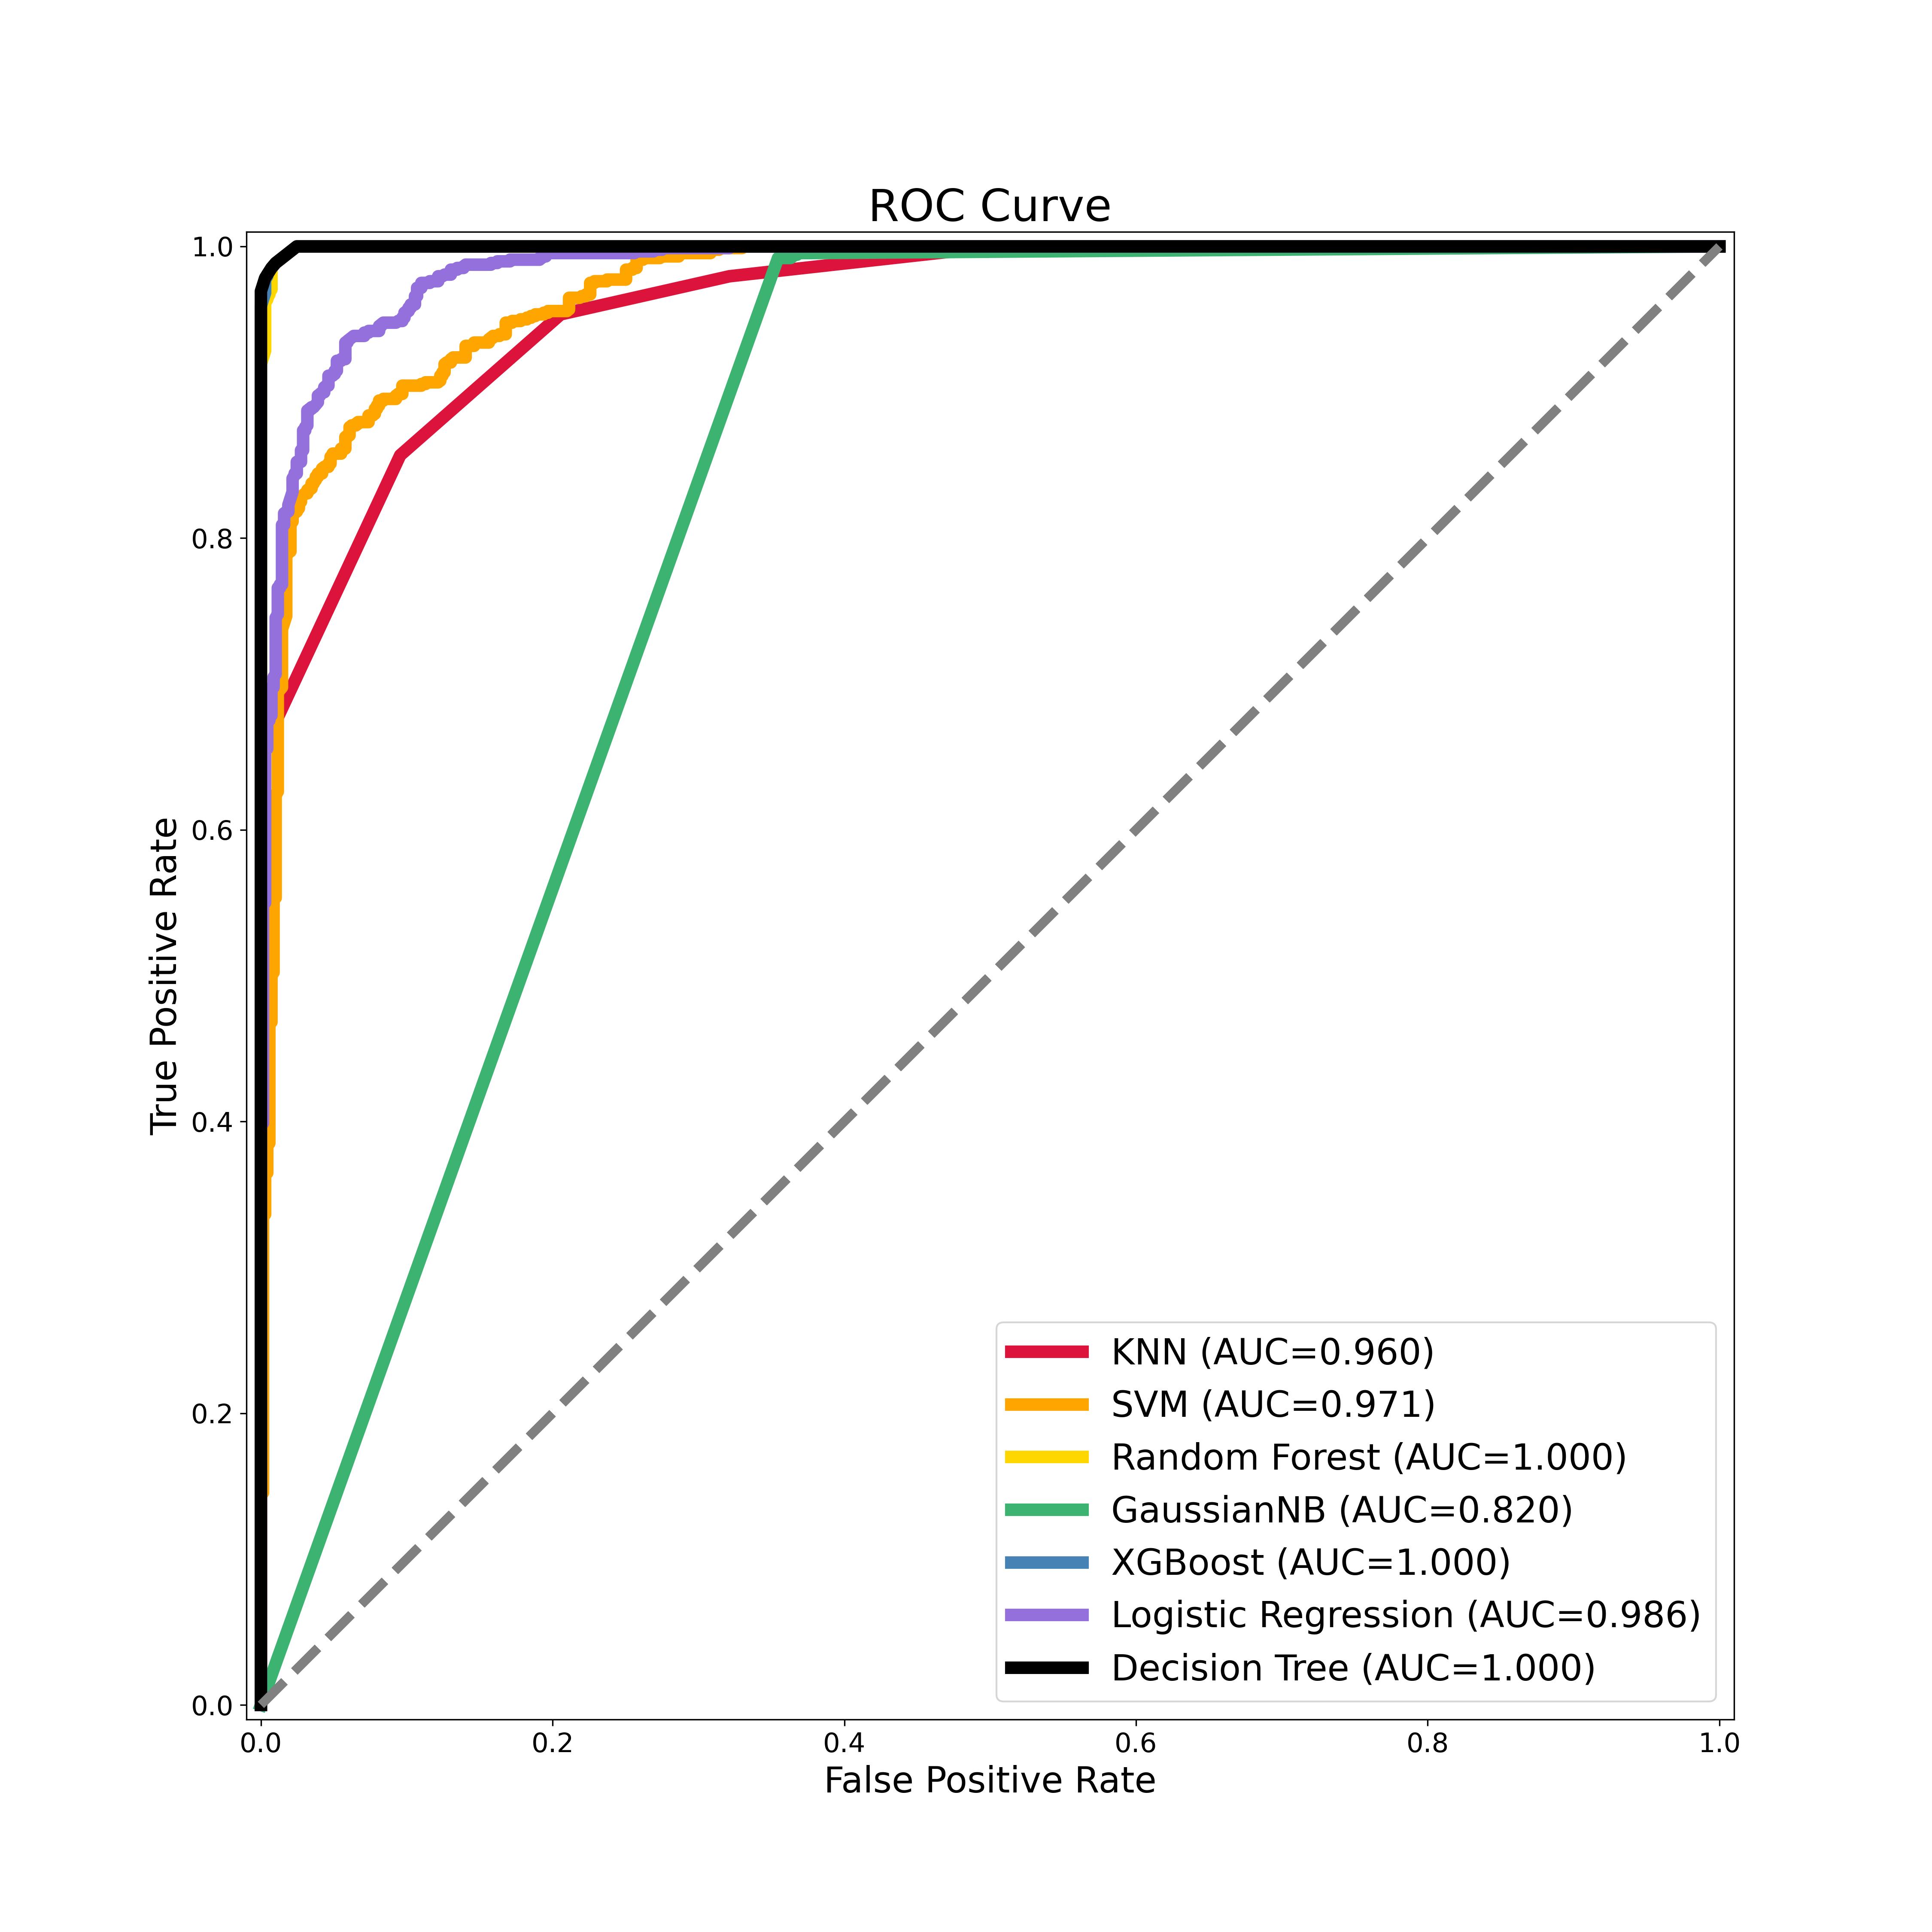 ROC Curve
1.0
0.8
0.6
0.4
0.2
0.0
True Positive Rate
KNN (AUC=0.960)
SVM (AUC=0.971)
Random Forest (AUC=1.000)
GaussianNB (AUC=0.820)
XGBoost (AUC=1.000)
Logistic Regression (AUC=0.986)
Decision Tree (AUC=1.000)
0.0 0.2 0.4 0.6 0.8 1.0
False Positive Rate